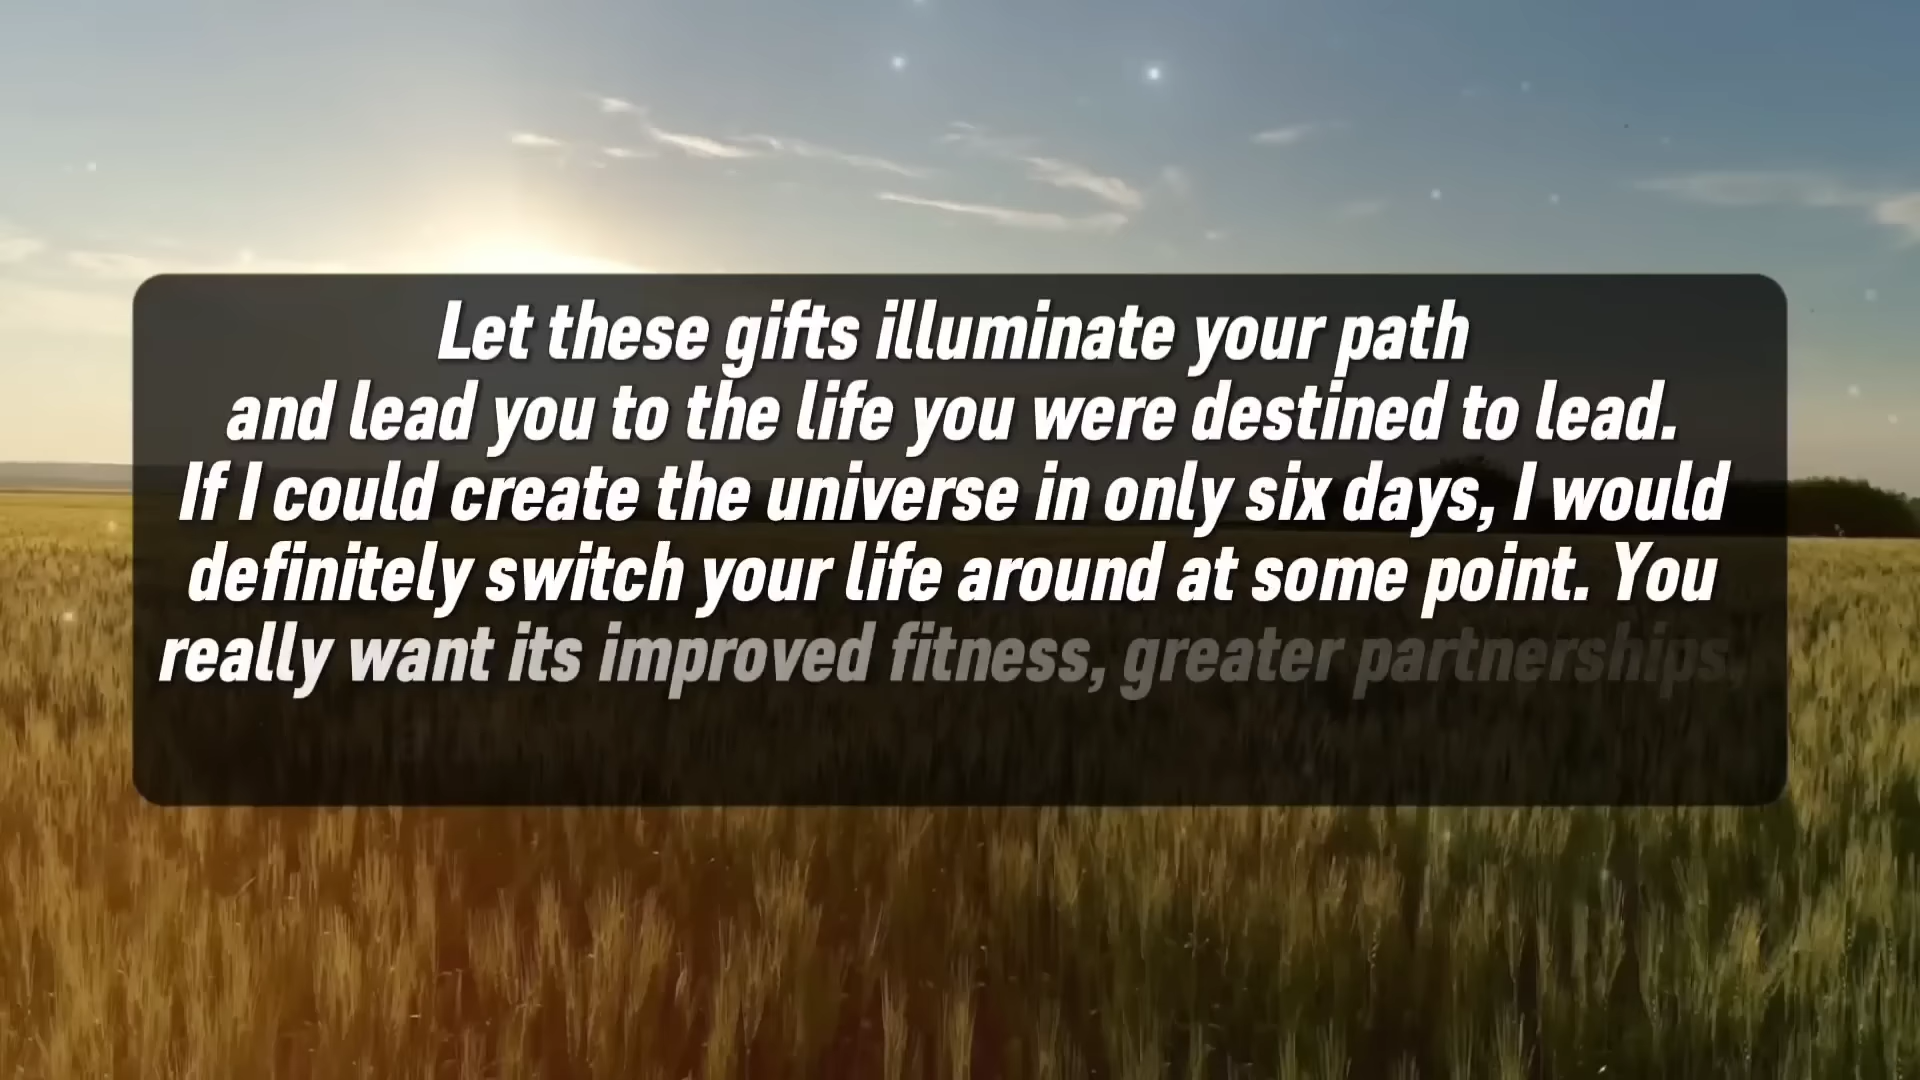 Let these gifts illuminate your path
and lead you to the life you were destined to lead.
If I could create the universe in only six days, I would
definitely switch your life around at some point. You
really want its improved fitness, greater partnerships,